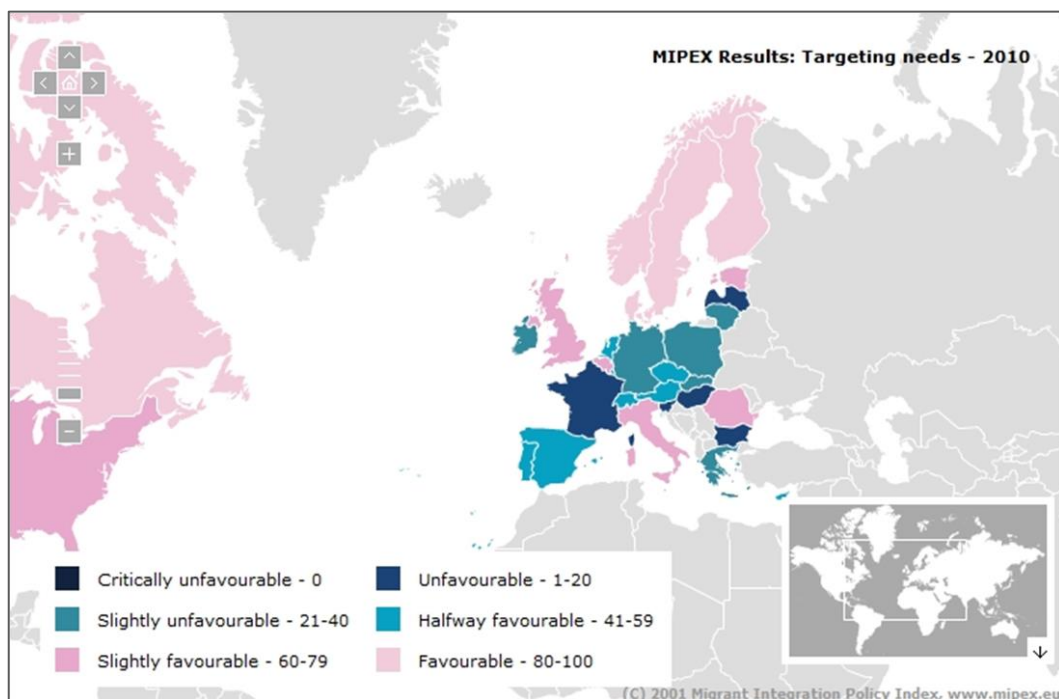 MIPEX Results: Targeting needs - 2010
Critically unfavourable - 0
Unfavourable - 1-20
Slightly unfavourable - 21-40
Halfway favourable - 41-59
Slightly favourable - 60-79
Favourable - 80-100
(C) 2001 Migrant Integration Policy Index, www.mipex.eu